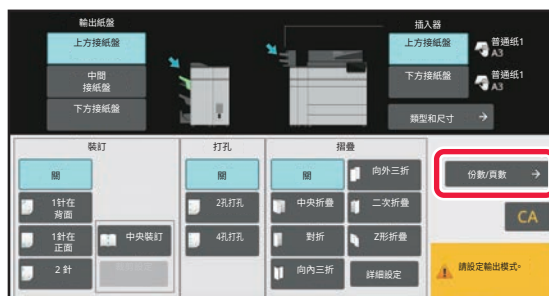 輸出紙盤
上方接紙盤
中間
接紙盤
下方接紙盤
插入器
上方接紙盤
普通紙1
A3
下方接紙盤
普通紙1
A3
類型和尺寸
裝訂
關
1針在
背面
1針在
正面
2 針
中央裝訂
打孔
關
2孔打孔
4孔打孔
摺疊
關
中央折疊
對折
向內三折
向外三折
二次折疊
Z形折疊
詳細設定
份數/頁數
CA
請設定輸出模式。